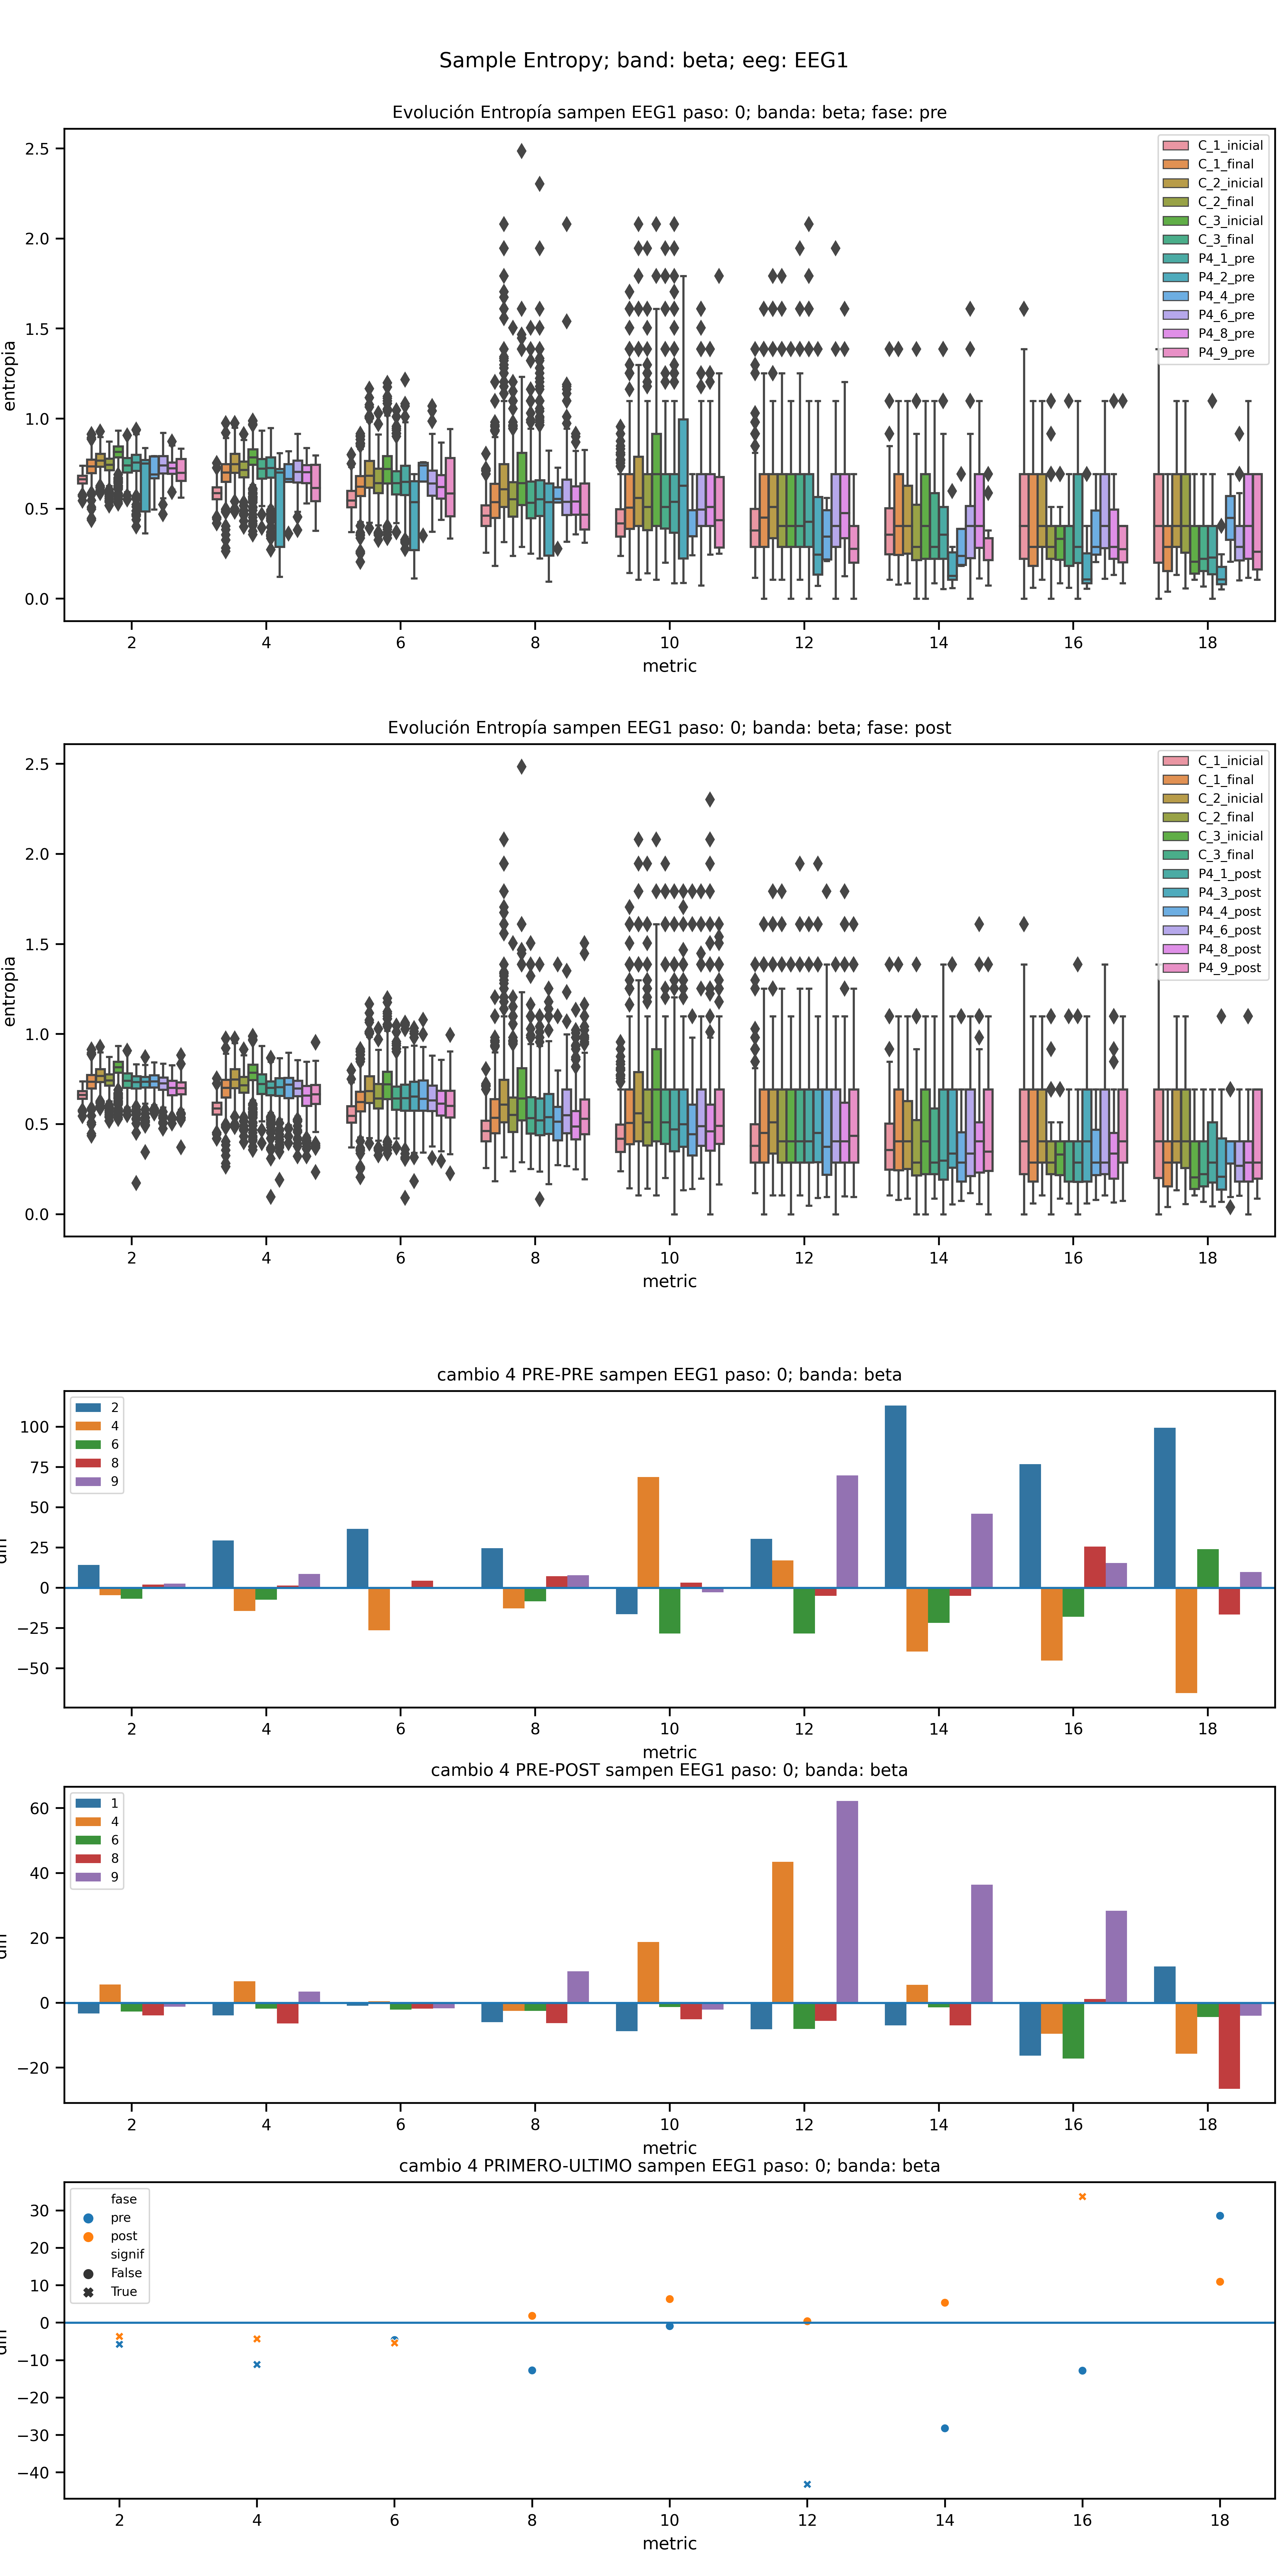 Sample Entropy; band: beta; eeg: EEG1
Evolución Entropía sampen EEG1 paso: 0; banda: beta; fase: pre
entropia
2.5
2.0
1.5
1.0
0.5
0.0
C_1_inicial
C_1_final
C_2_inicial
C_2_final
C_3_inicial
C_3_final
P4_1_pre
P4_2_pre
P4_4_pre
P4_6_pre
P4_8_pre
P4_9_pre
2 4 6 8 10 12 14 16 18
metric
Evolución Entropía sampen EEG1 paso: 0; banda: beta; fase: post
entropia
2.5
2.0
1.5
1.0
0.5
0.0
C_1_inicial
C_1_final
C_2_inicial
C_2_final
C_3_inicial
C_3_final
P4_1_post
P4_3_post
P4_4_post
P4_6_post
P4_8_post
P4_9_post
2 4 6 8 10 12 14 16 18
metric
cambio 4 PRE-PRE sampen EEG1 paso: 0; banda: beta
100
75
50
25
0
−25
−50
2
4
6
8
9
2 4 6 8 10 12 14 16 18
metric
cambio 4 PRE-POST sampen EEG1 paso: 0; banda: beta
60
40
20
0
−20
1
4
6
8
9
2 4 6 8 10 12 14 16 18
metric
cambio 4 PRIMERO-ULTIMO sampen EEG1 paso: 0; banda: beta
30
20
10
0
−10
−20
−30
−40
fase
pre
post
signif
False
True
2 4 6 8 10 12 14 16 18
metric